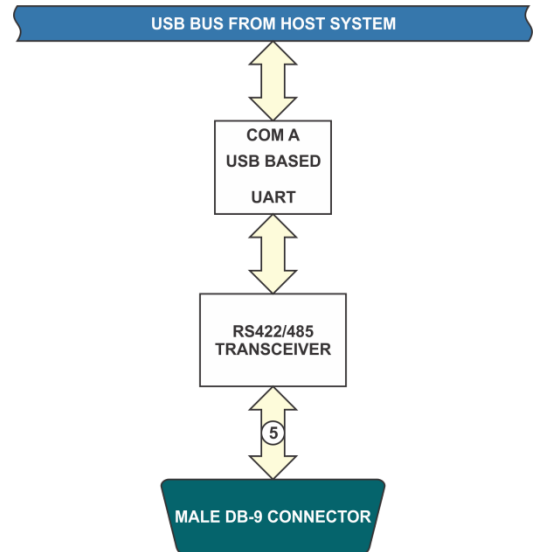 USB BUS FROM HOST SYSTEM
COM A
USB BASED
UART
RS422/485
TRANSCEIVER
5
MALE DB-9 CONNECTOR